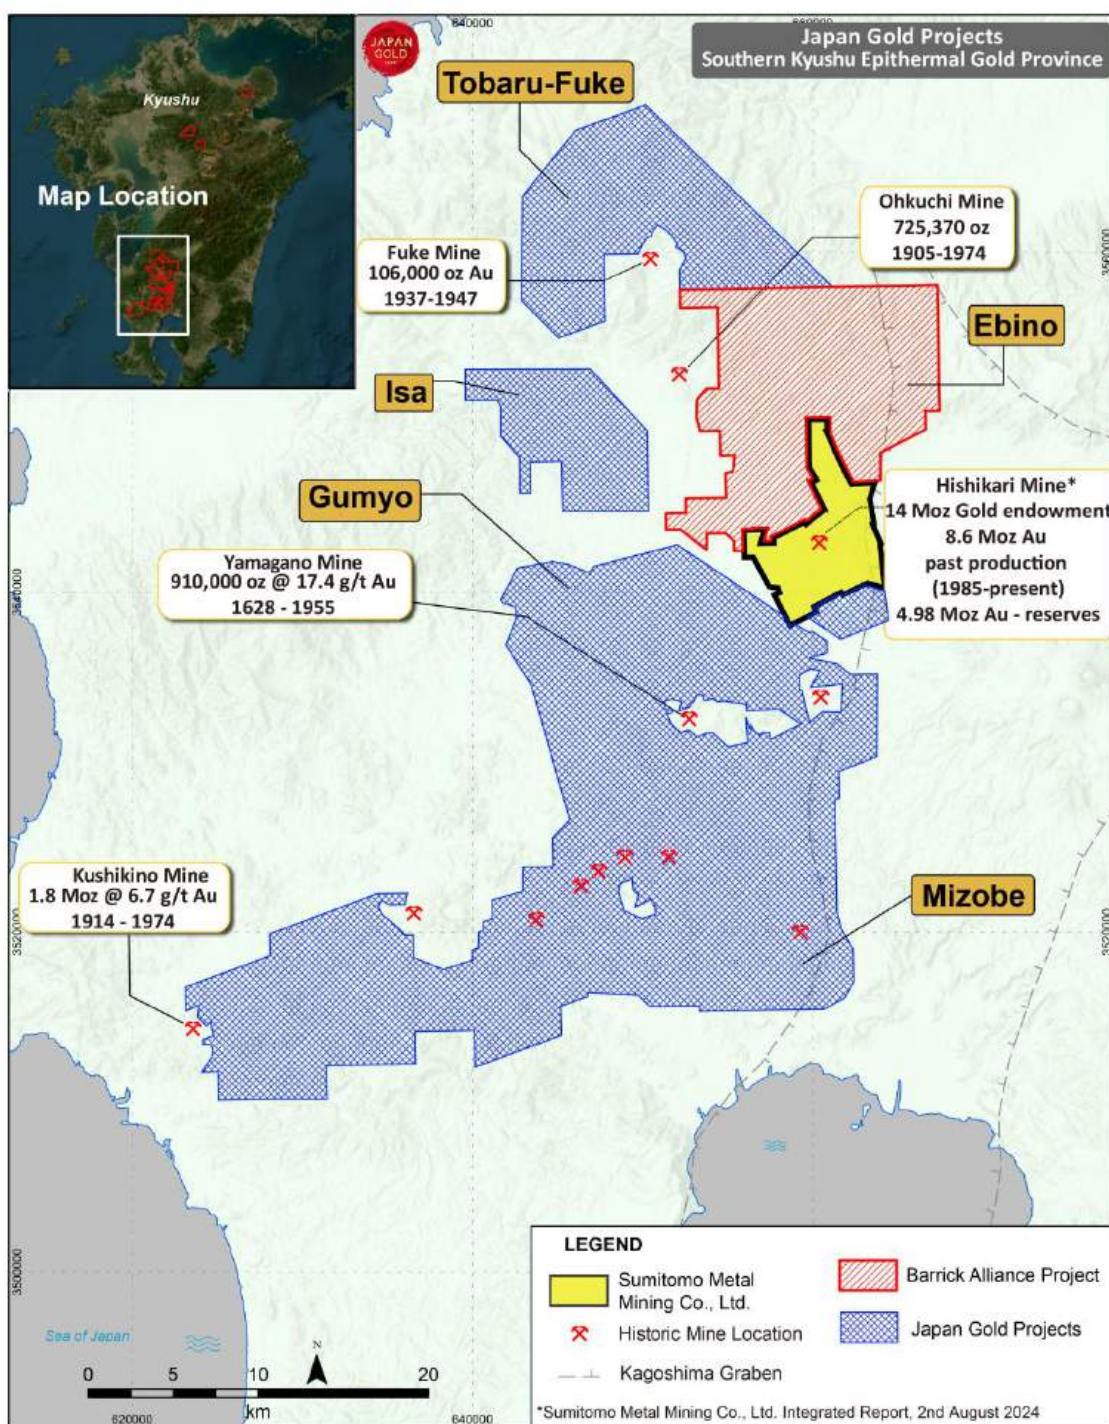 640000
JAPAN
GOLD
Japan Gold Projects
Southern Kyushu Epithermal Gold Province
Kyushu
Map Location
Tobaru-Fuke
Ohkuchi Mine
725,370 oz
1905-1974
Fuke Mine
106,000 oz Au
1937-1947
3560000
Ebino
Isa
Gumyo
Hishikari Mine*
14 Moz Gold endowment
8.6 Moz Au
past production
(1985-present)
4.98 Moz Au - reserves
Yamagano Mine
910,000 oz @ 17.4 g/t Au
1628 - 1955
3540000
Kushikino Mine
1.8 Moz @ 6.7 g/t Au
1914 - 1974
Mizobe
3520000
3520000
3500000
Sea of Japan
LEGEND
Sumitomo Metal
Mining Co., Ltd.
Historic Mine Location
Kagoshima Graben
Barrick Alliance Project
Japan Gold Projects
*Sumitomo Metal Mining Co., Ltd. Integrated Report, 2nd August 2024
N
0 5 10 20
km
620000
640000